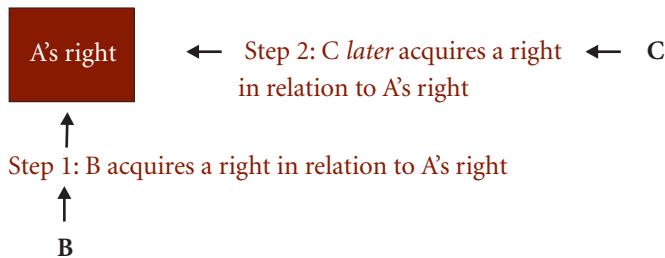 A's right
Step 2: C later acquires a right
in relation to A's right
C
Step 1: B acquires a right in relation to A's right
B